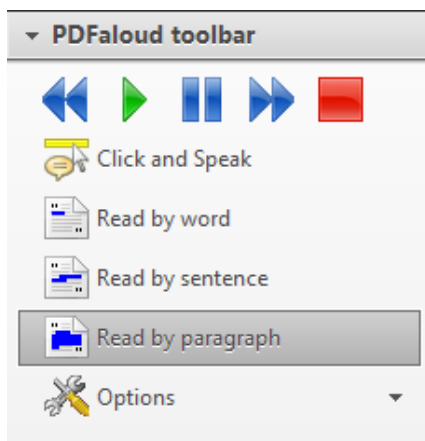 PDFaloud toolbar
Click and Speak
Read by word
Read by sentence
Read by paragraph
Options